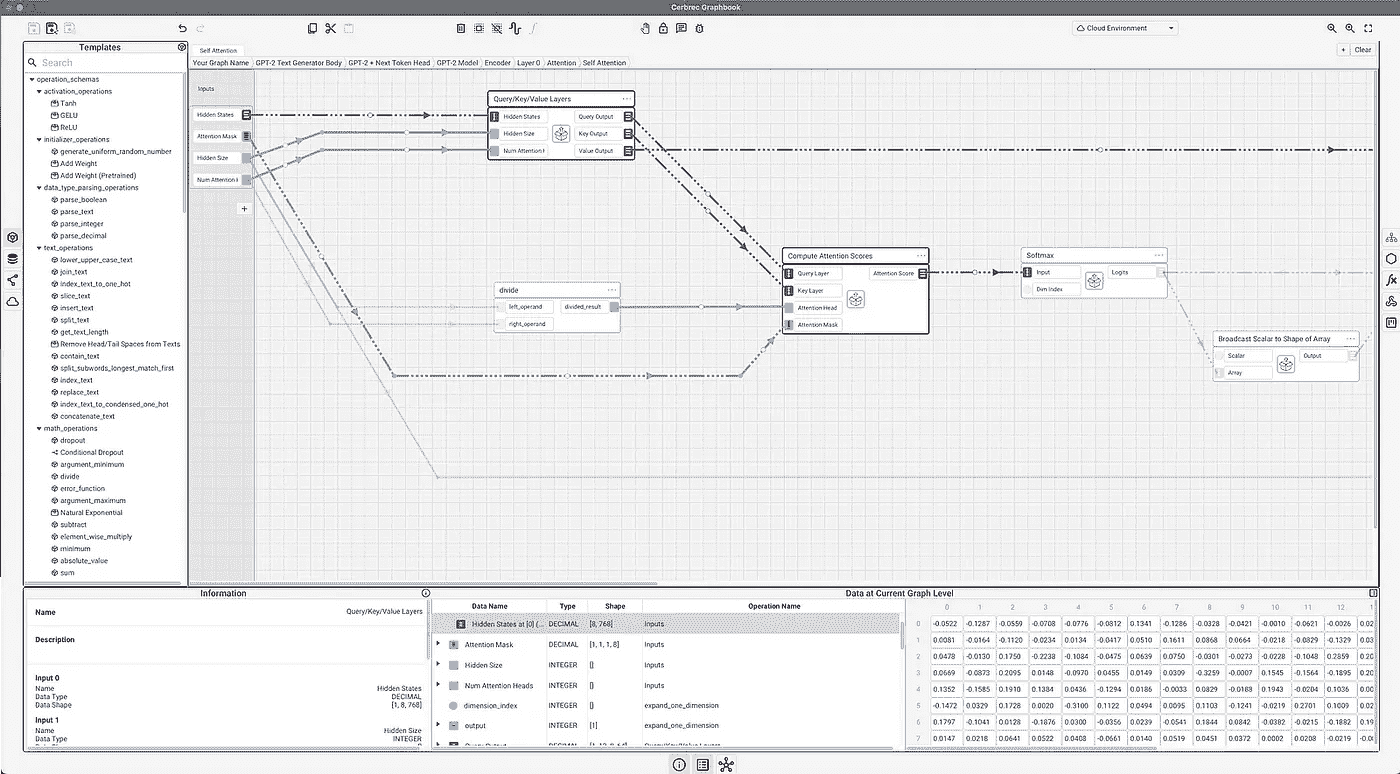 Cerbrec Graphbook
Cloud Environment
Templates
Search
operation_schemas
activation_operations
Tanh
GELU
ReLU
initializer_operations
generate_uniform_random_number
Add Weight
Add Weight (Pretrained)
data_type_parsing_operations
parse_boolean
parse_text
parse_integer
parse_decimal
text_operations
lower_upper_case_text
join_text
index_text_to_one_hot
slice_text
insert_text
split_text
get_text_length
Remove Head/Tail Spaces from Texts
contain_text
split_subwords_longest_match_first
index_text
replace_text
index_text_to_condensed_one_hot
concatenate_text
math_operations
dropout
Conditional Dropout
argument_minimum
divide
error_function
argument_maximum
Natural Exponential
subtract
element_wise_multiply
minimum
absolute_value
sum
Self Attention
+ Clear
Your Graph Name GPT-2 Text Generator Body GPT-2 + Next Token Head GPT-2 Model Encoder Layer 0 Attention Self Attention
Inputs
Hidden States
Attention Mask
Hidden Size
Num Attention
+
Query/Key/Value Layers ...
Hidden States Query Output
Hidden Size Key Output
Num Attention Value Output
divide ...
left_operand divided_result
right_operand
Compute Attention Scores ...
Query Layer Attention Score
Key Layer
Attention Head
Attention Mask
Softmax ...
Input Logits
Dim Index
Broadcast Scalar to Shape of Array ...
Scalar Output
Array
Information
Name Query/Key/Value Layers
Description
Input 0
Name Hidden States
Data Type DECIMAL
Data Shape [1, 8, 768]
Input 1
Name Hidden Size
Data Type INTEGER
Data at Current Graph Level
Data Name Type Shape Operation Name
Hidden States at [0] (... DECIMAL [8, 768] Inputs
Attention Mask DECIMAL [1, 1, 1, 8] Inputs
Hidden Size INTEGER [] Inputs
Num Attention Heads INTEGER [] Inputs
dimension_index INTEGER [] expand_one_dimension
output INTEGER [1] expand_one_dimension
0 1 2 3 4 5 6 7 8 9 10 11 12 1
0 -0.0522 -0.1287 -0.0559 -0.0708 -0.0776 -0.0812 0.1341 -0.1286 -0.0328 -0.0421 -0.0010 -0.0621 -0.0026 0.02
1 0.0081 -0.0164 -0.1120 -0.0234 0.0134 -0.0417 0.0510 0.1611 0.0868 0.0664 -0.0218 -0.0829 -0.1329 0.03
2 0.0478 -0.0130 0.1750 -0.2238 -0.1084 -0.0475 0.0639 0.0750 -0.0301 -0.0273 -0.0228 -0.1048 0.2859 0.20
3 0.0669 -0.0873 0.2095 0.0148 -0.0970 0.0455 0.0149 0.0309 -0.3259 -0.0007 0.1545 -0.1564 -0.1895 0.20
4 0.1352 -0.1585 0.1910 0.1384 0.0436 -0.1294 0.0186 -0.0033 0.0829 -0.0188 0.1943 -0.0204 0.1036 0.00
5 -0.1472 0.0329 0.1728 0.0020 -0.3100 0.1122 0.0494 0.0095 0.1103 -0.1241 -0.0219 0.2701 0.1009 0.02
6 0.1797 -0.1041 0.0128 -0.1876 0.0300 -0.0356 0.0239 -0.0541 0.1844 0.0842 -0.0382 -0.0215 -0.1882 0.19
7 0.0147 0.0218 0.0641 0.0522 0.0408 -0.0661 0.0140 0.0519 0.0451 0.0372 0.0002 0.0208 -0.0219